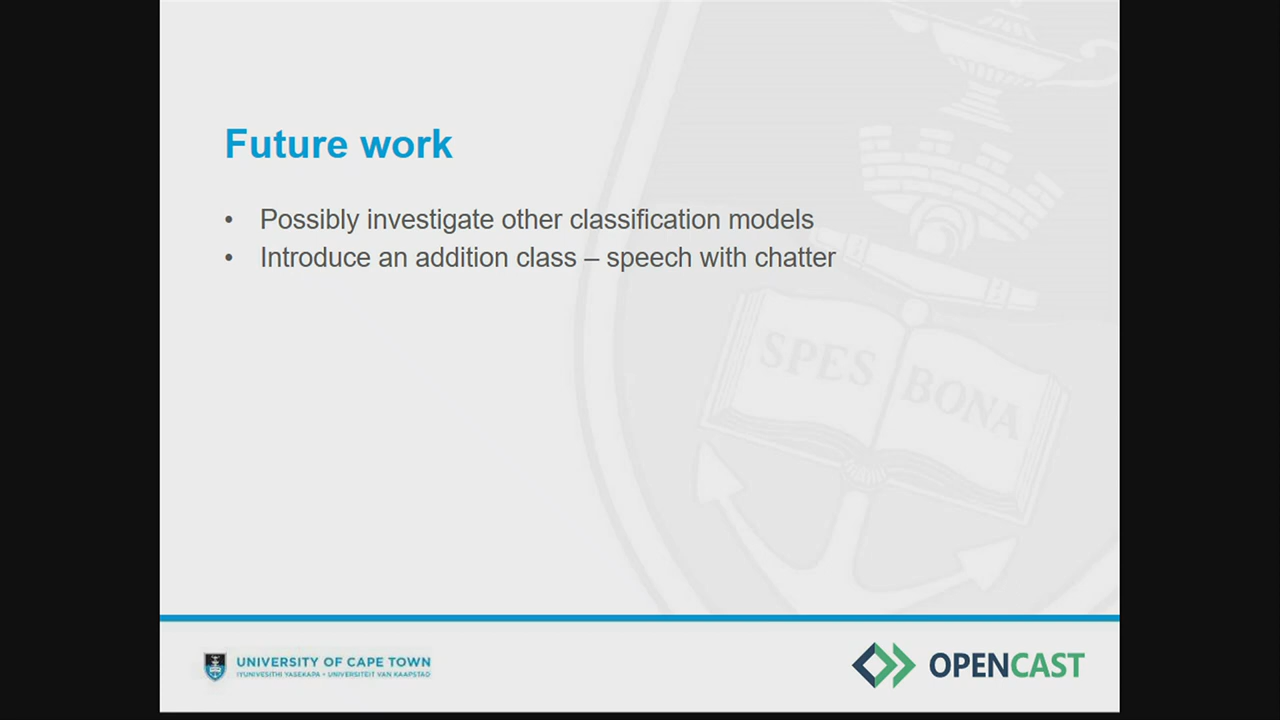 Future work
• Possibly investigate other classification models
• Introduce an addition class – speech with chatter
SPES BONA
UNIVERSITY OF CAPE TOWN
IYUNIVESITHI YASEKAPA • UNIVERSITEIT VAN KAAPSTAD
OPENCAST